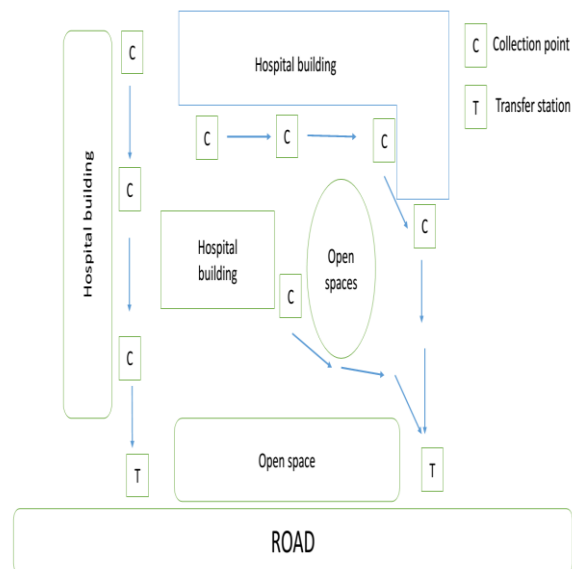 C
Hospital building
C
Collection point
T
Transfer station
Hospital building
C
C
C
C
C
C
Hospital
building
Open
spaces
C
C
T
Open space
T
ROAD